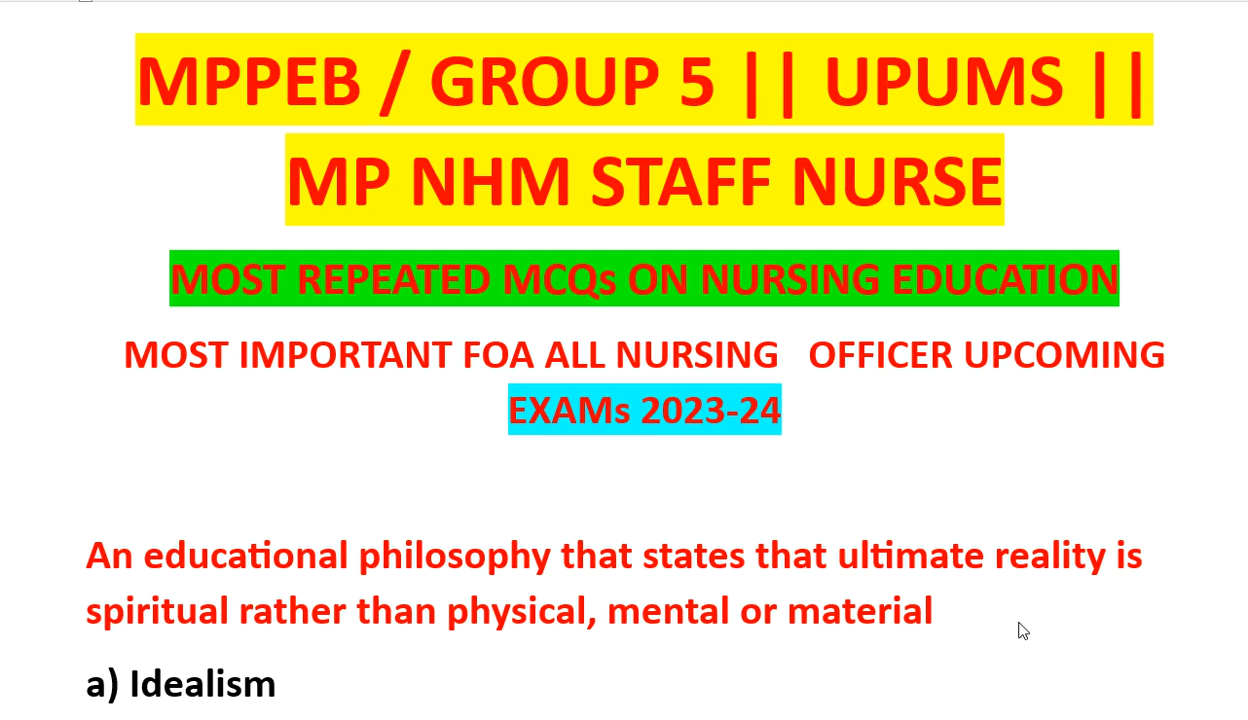 MPPEB / GROUP 5 || UPUMS ||
MP NHM STAFF NURSE
MOST REPEATED MCQs ON NURSING EDUCATION
MOST IMPORTANT FOA ALL NURSING OFFICER UPCOMING
EXAMs 2023-24
An educational philosophy that states that ultimate reality is
spiritual rather than physical, mental or material
a) Idealism